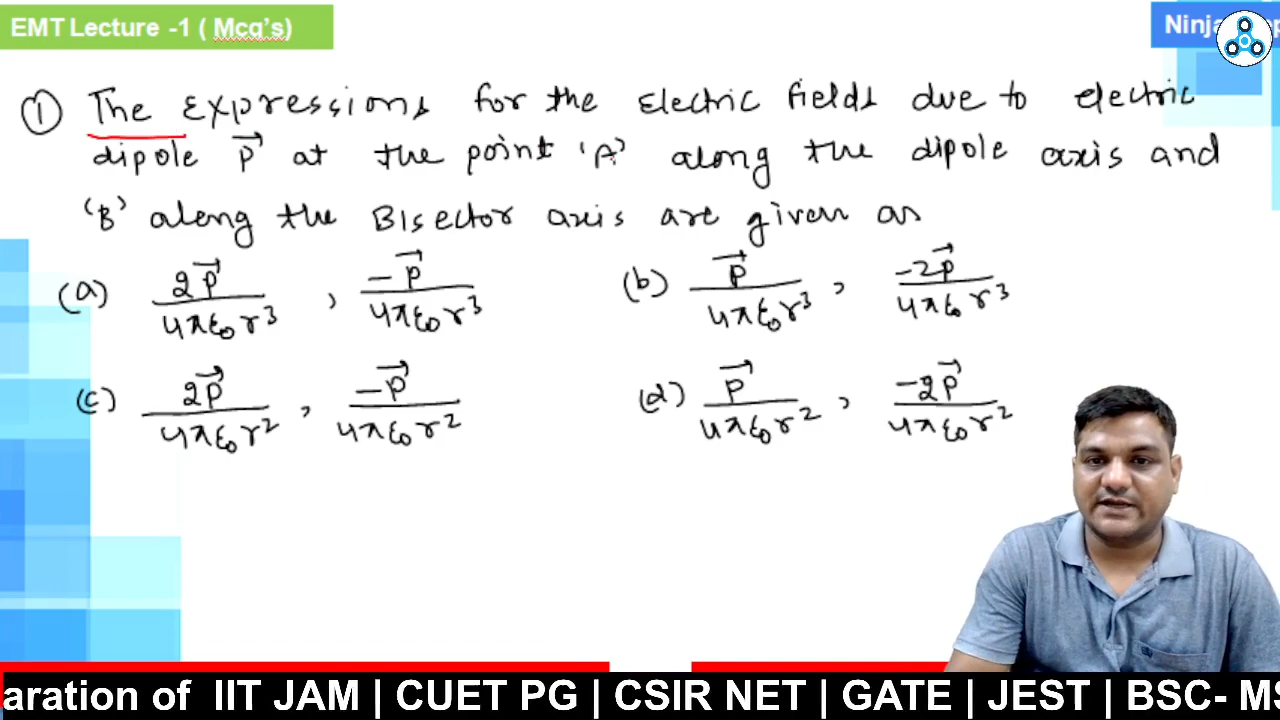 EMT Lecture -1 ( Mcq's)
Ninja
① The Expressions for the Electric fields due to electric
dipole p⃗ at the point 'A' along the dipole axis and
'B' along the Bisector axis are given as
(a) 2p⃗/4πε₀r³ , -p⃗/4πε₀r³ (b) p⃗/4πε₀r³ , -2p⃗/4πε₀r³
(c) 2p⃗/4πε₀r² , -p⃗/4πε₀r² (d) p⃗/4πε₀r² , -2p⃗/4πε₀r²
aration of IIT JAM | CUET PG | CSIR NET | GATE | JEST | BSC- MS